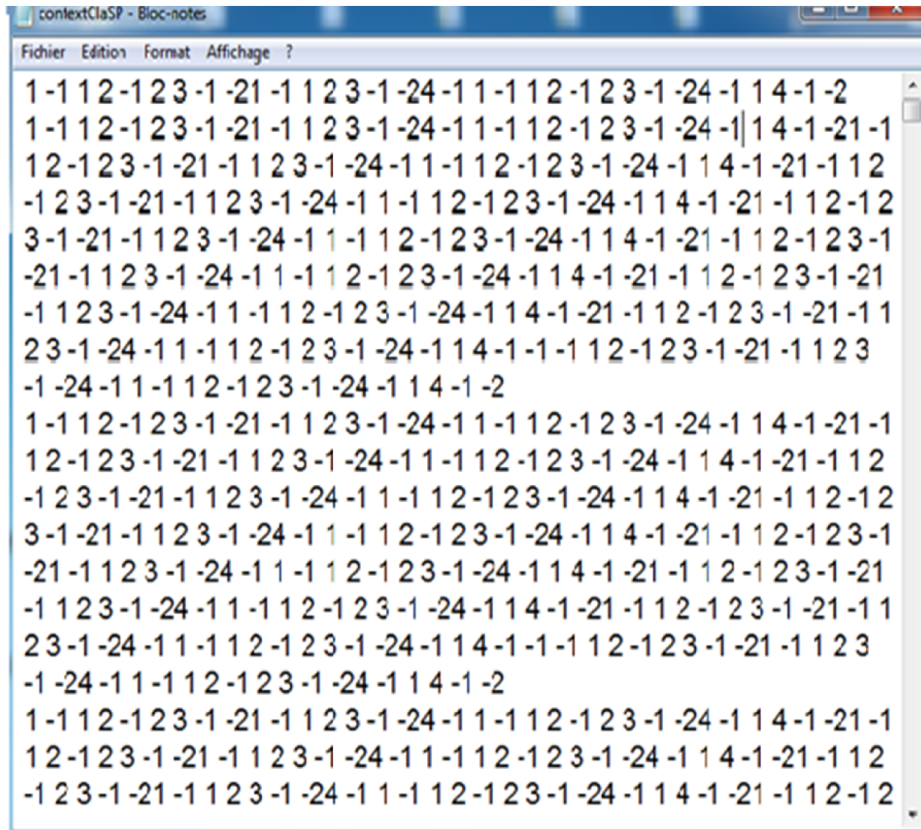 contextClaSP - Bloc-notes
Fichier Edition Format Affichage ?
1 -1 1 2 -1 2 3 -1 -21 -1 1 2 3 -1 -24 -1 1 -1 1 2 -1 2 3 -1 -24 -1 1 4 -1 -2
1 -1 1 2 -1 2 3 -1 -21 -1 1 2 3 -1 -24 -1 1 -1 1 2 -1 2 3 -1 -24 -1 1 4 -1 -21 -1
1 2 -1 2 3 -1 -21 -1 1 2 3 -1 -24 -1 1 -1 1 2 -1 2 3 -1 -24 -1 1 4 -1 -21 -1 1 2
-1 2 3 -1 -21 -1 1 2 3 -1 -24 -1 1 -1 1 2 -1 2 3 -1 -24 -1 1 4 -1 -21 -1 1 2 -1 2
3 -1 -21 -1 1 2 3 -1 -24 -1 1 -1 1 2 -1 2 3 -1 -24 -1 1 4 -1 -21 -1 1 2 -1 2 3 -1
-21 -1 1 2 3 -1 -24 -1 1 -1 1 2 -1 2 3 -1 -24 -1 1 4 -1 -21 -1 1 2 -1 2 3 -1 -21
-1 1 2 3 -1 -24 -1 1 -1 1 2 -1 2 3 -1 -24 -1 1 4 -1 -21 -1 1 2 -1 2 3 -1 -21 -1 1
2 3 -1 -24 -1 1 -1 1 2 -1 2 3 -1 -24 -1 1 4 -1 -1 -1 1 2 -1 2 3 -1 -21 -1 1 2 3
-1 -24 -1 1 -1 1 2 -1 2 3 -1 -24 -1 1 4 -1 -2
1 -1 1 2 -1 2 3 -1 -21 -1 1 2 3 -1 -24 -1 1 -1 1 2 -1 2 3 -1 -24 -1 1 4 -1 -21 -1
1 2 -1 2 3 -1 -21 -1 1 2 3 -1 -24 -1 1 -1 1 2 -1 2 3 -1 -24 -1 1 4 -1 -21 -1 1 2
-1 2 3 -1 -21 -1 1 2 3 -1 -24 -1 1 -1 1 2 -1 2 3 -1 -24 -1 1 4 -1 -21 -1 1 2 -1 2
3 -1 -21 -1 1 2 3 -1 -24 -1 1 -1 1 2 -1 2 3 -1 -24 -1 1 4 -1 -21 -1 1 2 -1 2 3 -1
-21 -1 1 2 3 -1 -24 -1 1 -1 1 2 -1 2 3 -1 -24 -1 1 4 -1 -21 -1 1 2 -1 2 3 -1 -21
-1 1 2 3 -1 -24 -1 1 -1 1 2 -1 2 3 -1 -24 -1 1 4 -1 -21 -1 1 2 -1 2 3 -1 -21 -1 1
2 3 -1 -24 -1 1 -1 1 2 -1 2 3 -1 -24 -1 1 4 -1 -1 -1 1 2 -1 2 3 -1 -21 -1 1 2 3
-1 -24 -1 1 -1 1 2 -1 2 3 -1 -24 -1 1 4 -1 -2
1 -1 1 2 -1 2 3 -1 -21 -1 1 2 3 -1 -24 -1 1 -1 1 2 -1 2 3 -1 -24 -1 1 4 -1 -21 -1
1 2 -1 2 3 -1 -21 -1 1 2 3 -1 -24 -1 1 -1 1 2 -1 2 3 -1 -24 -1 1 4 -1 -21 -1 1 2
-1 2 3 -1 -21 -1 1 2 3 -1 -24 -1 1 -1 1 2 -1 2 3 -1 -24 -1 1 4 -1 -21 -1 1 2 -1 2